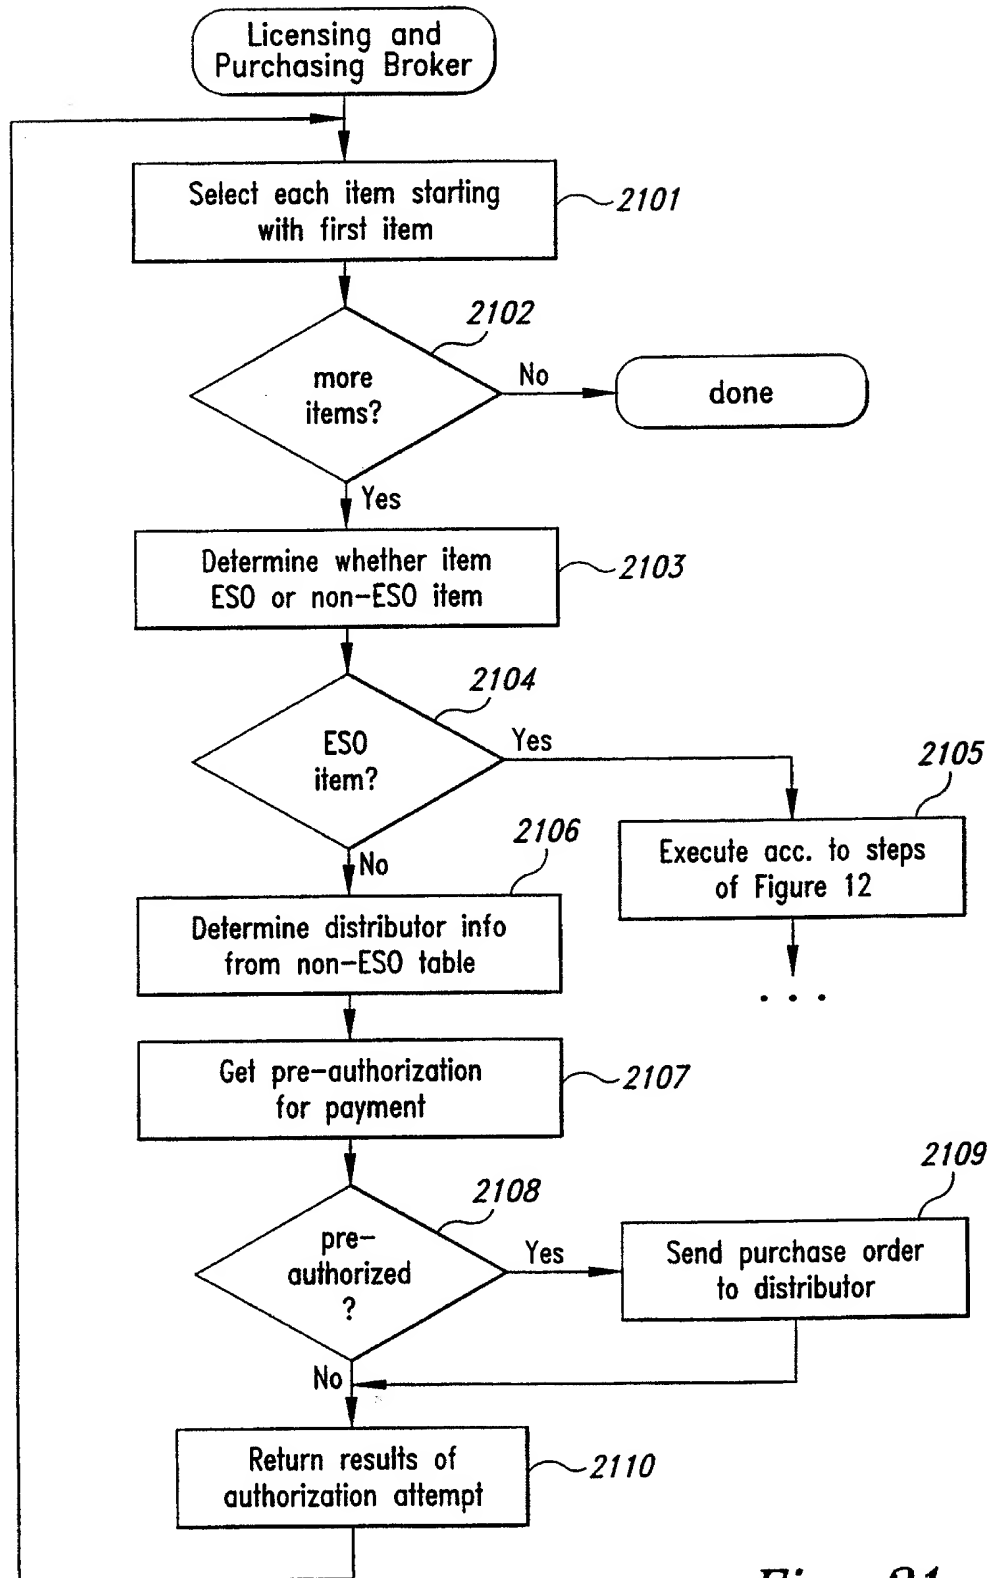 Licensing and
Purchasing Broker
Select each item starting
with first item
2101
2102
more
items?
No
done
Yes
Determine whether item
ESO or non-ESO item
2103
2104
ESO
item?
Yes
2105
Execute acc. to steps
of Figure 12
. . .
No
2106
Determine distributor info
from non-ESO table
Get pre-authorization
for payment
2107
2108
pre-
authorized
?
Yes
2109
Send purchase order
to distributor
No
Return results of
authorization attempt
2110
Fig. 21